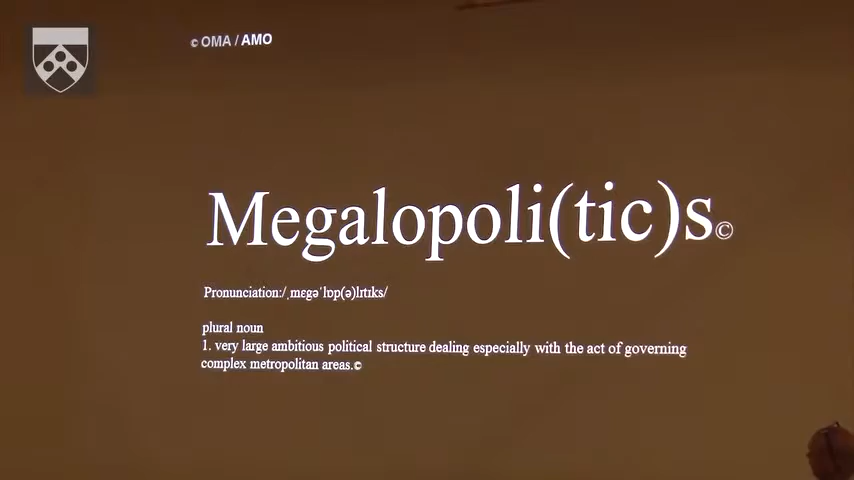 © OMA / AMO
Megalopoli(tic)s©
Pronunciation:/ˌmɛɡəˈlɒp(ə)lɪtɪks/
plural noun
1. very large ambitious political structure dealing especially with the act of governing
complex metropolitan areas.©